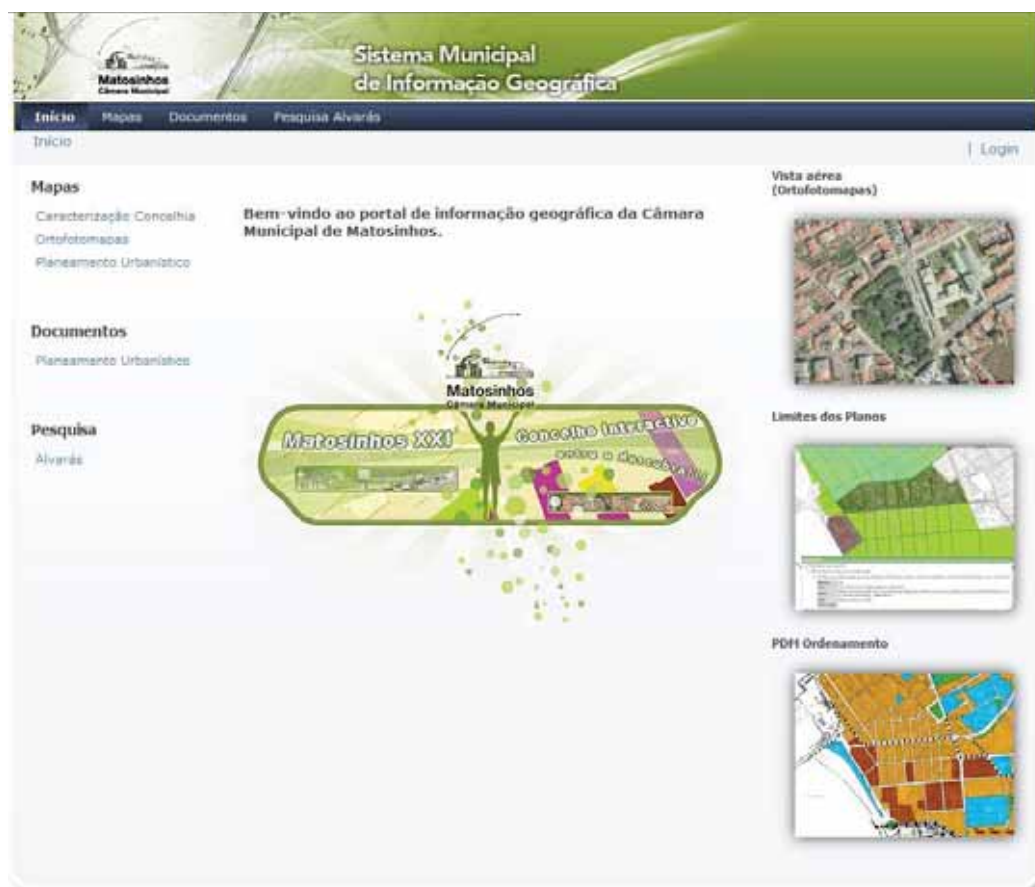 Matosinhos
Câmara Municipal
Sistema Municipal
de Informação Geográfica
Início Mapas Documentos Pesquisa Alvarás
Início
| Login
Mapas
Caracterização Concelhia
Ortofotomapas
Planeamento Urbanístico
Documentos
Planeamento Urbanístico
Pesquisa
Alvarás
Bem-vindo ao portal de informação geográfica da Câmara
Municipal de Matosinhos.
Matosinhos
Câmara Municipal
Matosinhos XXI
Concelho Interactivo
entre e descubra...
Vista aérea
(Ortofotomapas)
Limites dos Planos
PDM Ordenamento